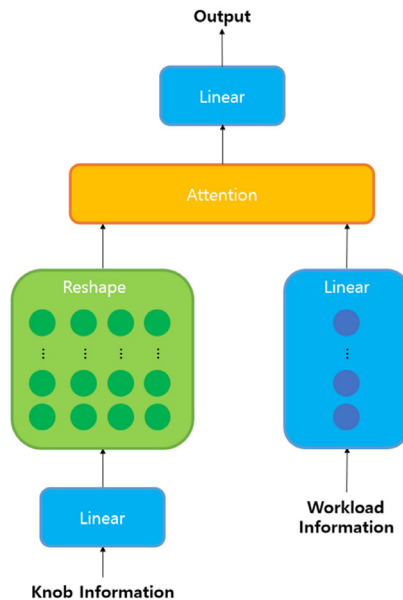 Output
Linear
Attention
Reshape
Linear
Linear
Workload
Information
Knob Information